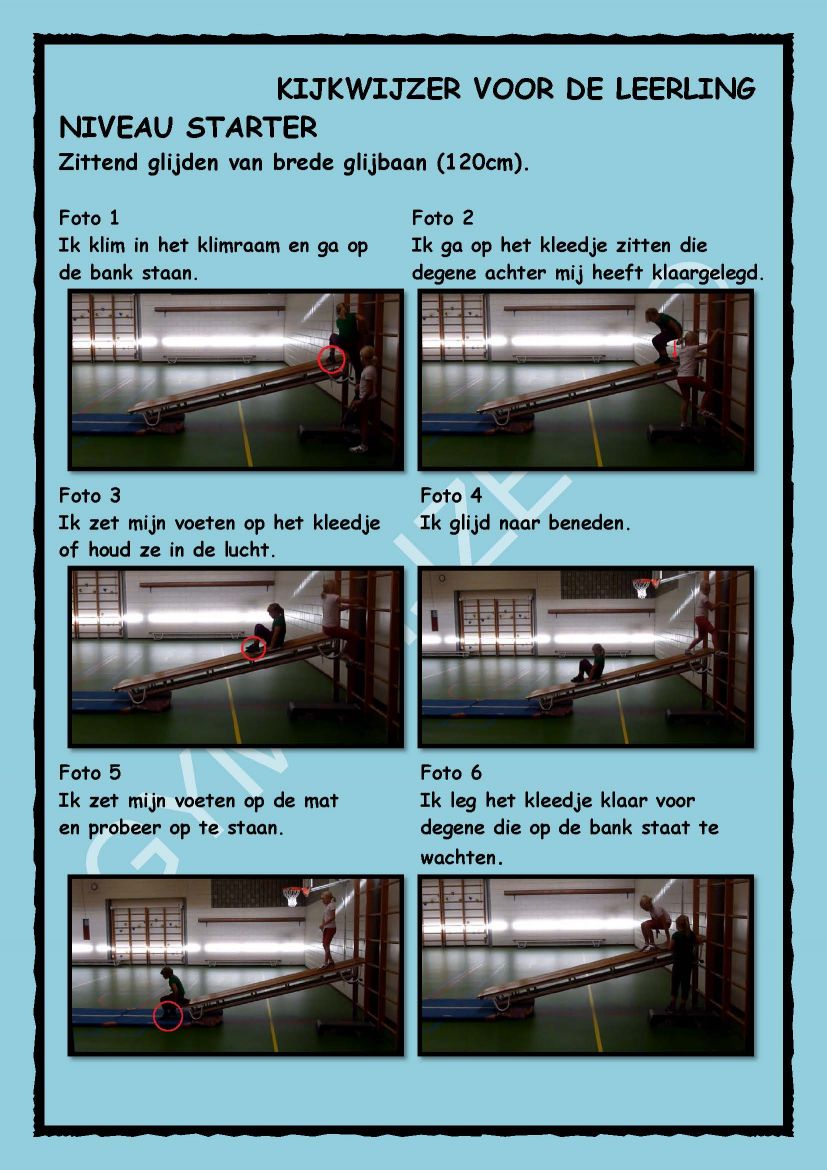 KIJKWIJZER VOOR DE LEERLING
NIVEAU STARTER
Zittend glijden van brede glijbaan (120cm).
Foto 1
Ik klim in het klimraam en ga op
de bank staan.
Foto 2
Ik ga op het kleedje zitten die
degene achter mij heeft klaargelegd.
Foto 3
Ik zet mijn voeten op het kleedje
of houd ze in de lucht.
Foto 4
Ik glijd naar beneden.
Foto 5
Ik zet mijn voeten op de mat
en probeer op te staan.
Foto 6
Ik leg het kleedje klaar voor
degene die op de bank staat te
wachten.